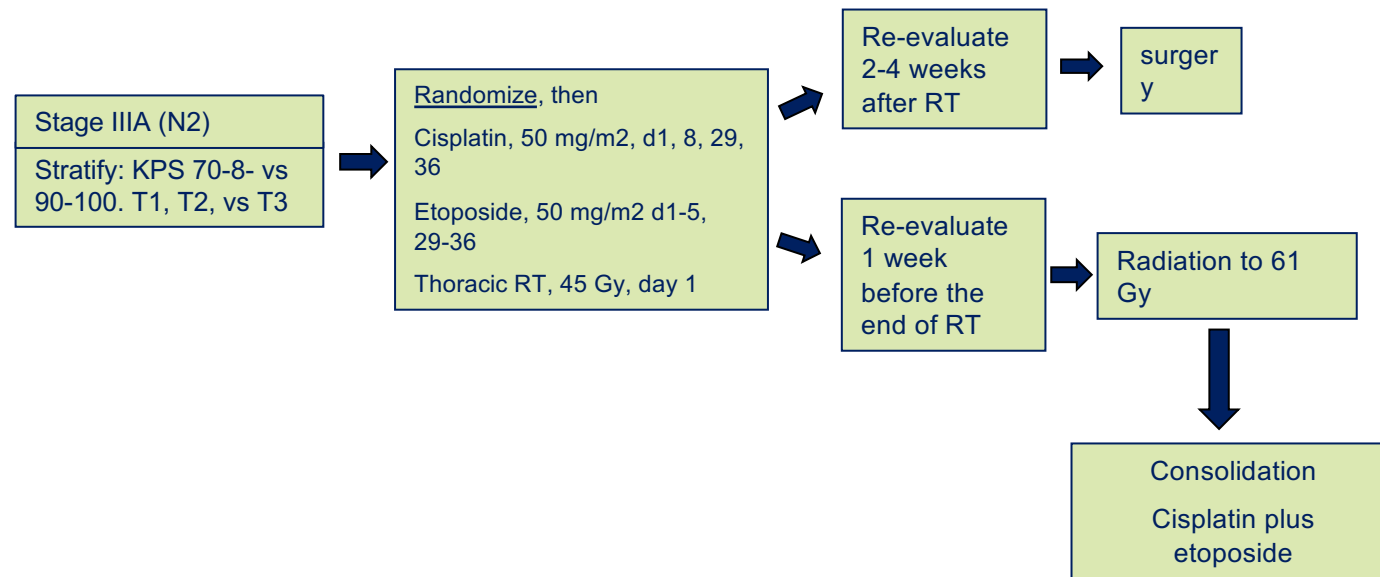 Stage IIIA (N2)
Stratify: KPS 70-8- vs
90-100. T1, T2, vs T3
Randomize, then
Cisplatin, 50 mg/m2, d1, 8, 29,
36
Etoposide, 50 mg/m2 d1-5,
29-36
Thoracic RT, 45 Gy, day 1
Re-evaluate
2-4 weeks
after RT
surger
y
Re-evaluate
1 week
before the
end of RT
Radiation to 61
Gy
Consolidation
Cisplatin plus
etoposide